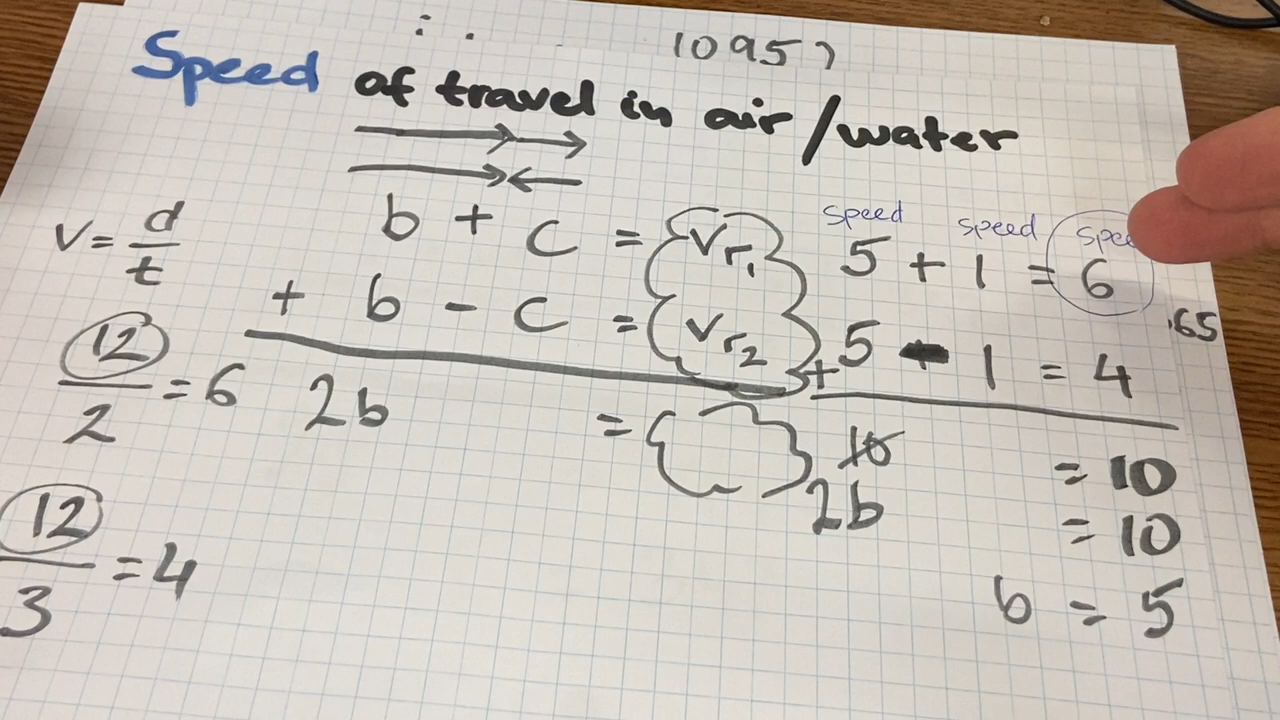 10957
Speed of travel in air/water
v = d/t
b + c = Vr1
speed speed
5 + 1 = 6
+ b - c = Vr2
+ 5 - 1 = 4
.65
12/2 = 6
2b =
10 = 10
2b = 10
b = 5
12/3 = 4